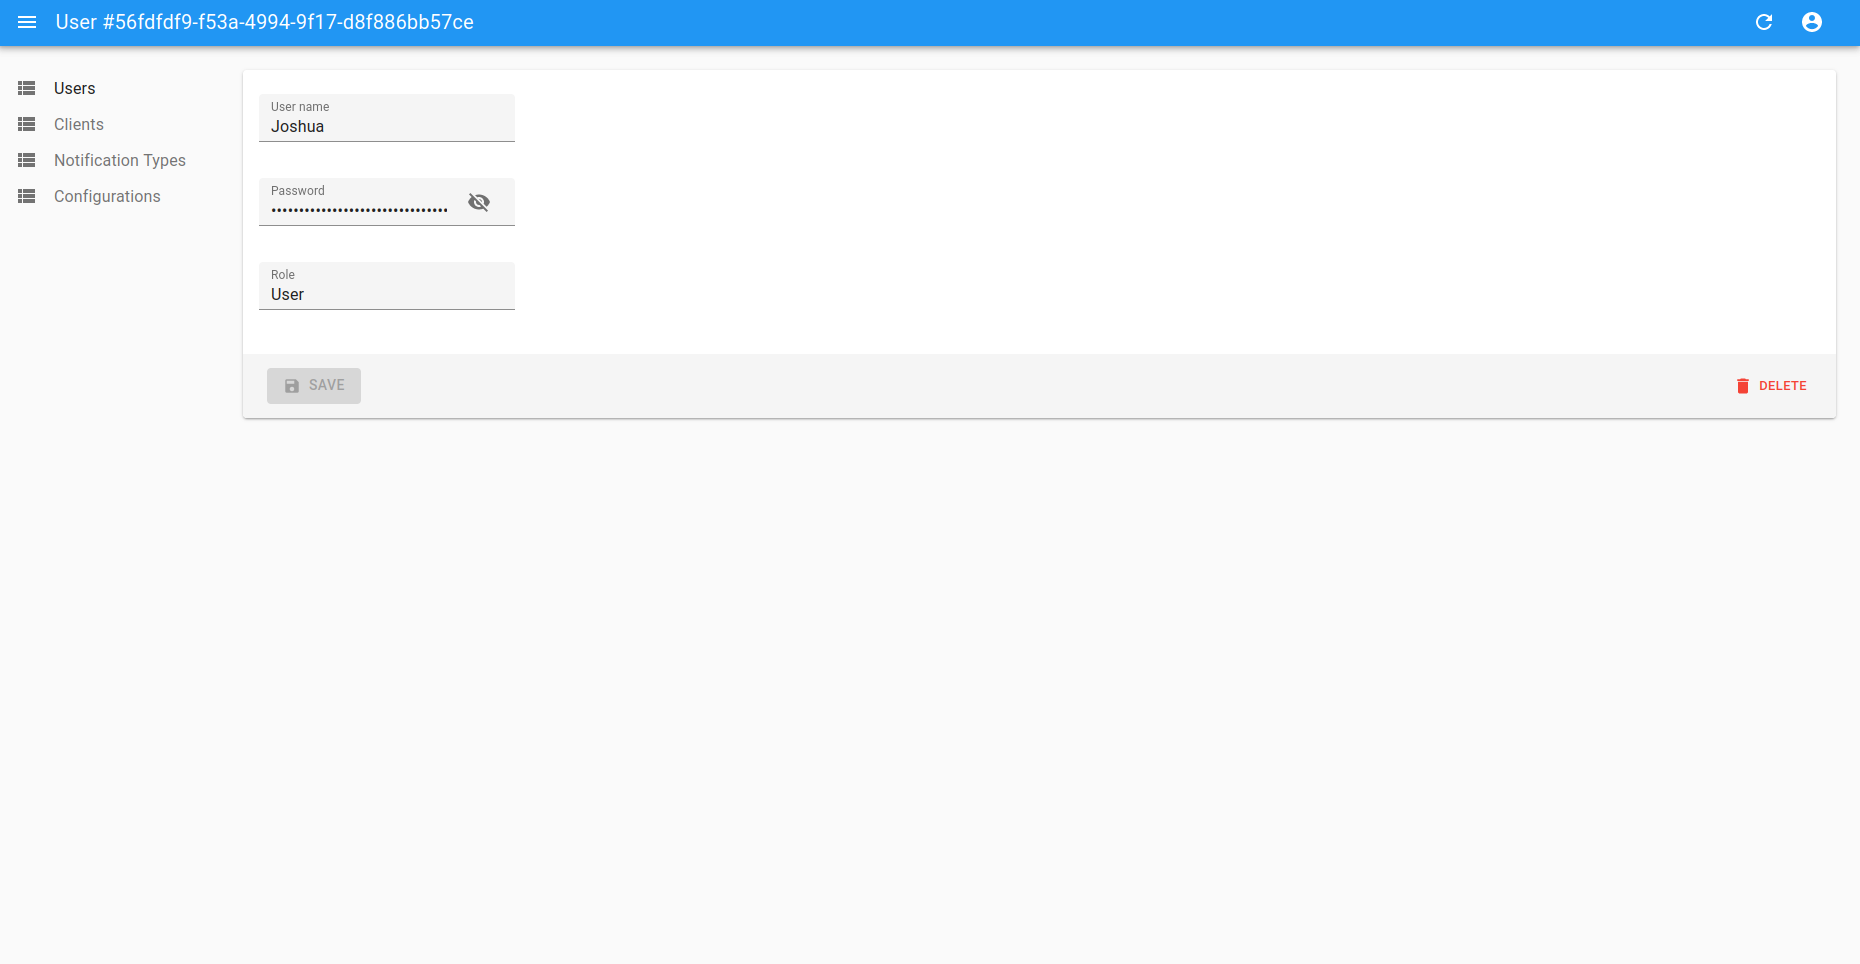 User #56fdfdf9-f53a-4994-9f17-d8f886bb57ce
Users
Clients
Notification Types
Configurations
User name
Joshua
Password
••••••••••••••••••••••••••••••••
Role
User
SAVE
DELETE